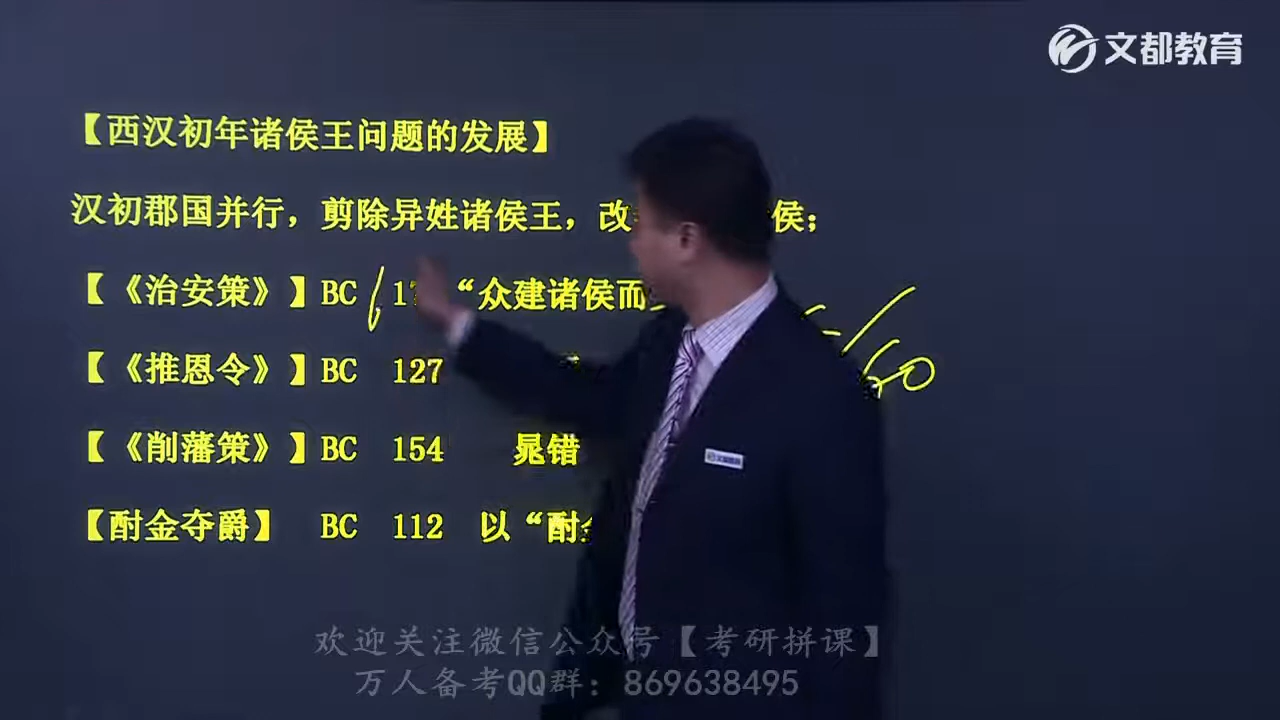 文都教育
【西汉初年诸侯王问题的发展】
汉初郡国并行，剪除异姓诸侯王，改 侯；
【《治安策》】BC “众建诸侯而
150
【《推恩令》】BC 127
【《削藩策》】BC 154 晁错
【酎金夺爵】 BC 112 以“酎金
欢迎关注微信公众号【考研拼课】
万人备考QQ群：869638495